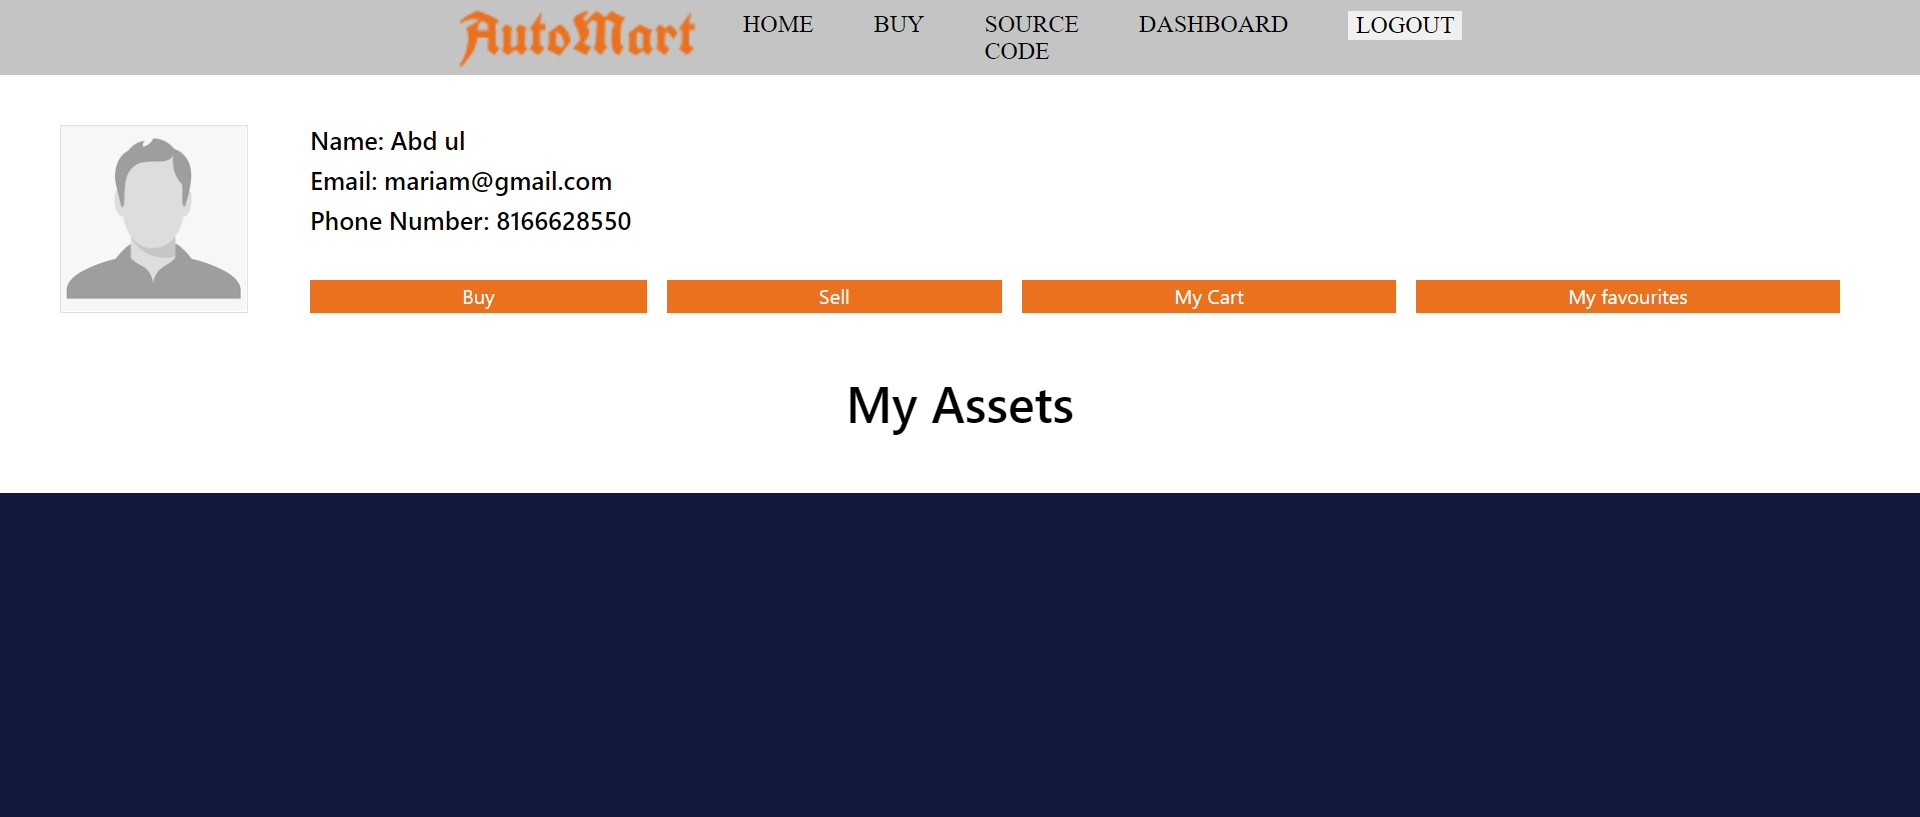 AutoMart HOME BUY SOURCE DASHBOARD LOGOUT
CODE
Name: Abd ul
Email: mariam@gmail.com
Phone Number: 8166628550
Buy Sell My Cart My favourites
My Assets